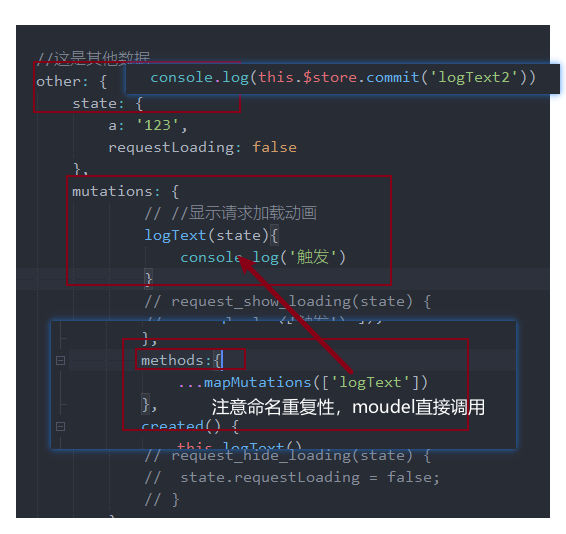 //这是其他数据
other: {
console.log(this.$store.commit('logText2'))
state: {
a: '123',
requestLoading: false
},
mutations: {
// //显示请求加载动画
logText(state){
console.log('触发')
}
// request_show_loading(state) {
},
methods:{
...mapMutations(['logText'])
},
注意命名重复性，moudel直接调用
created() {
this.logText()
// request_hide_loading(state) {
// state.requestLoading = false;
// }